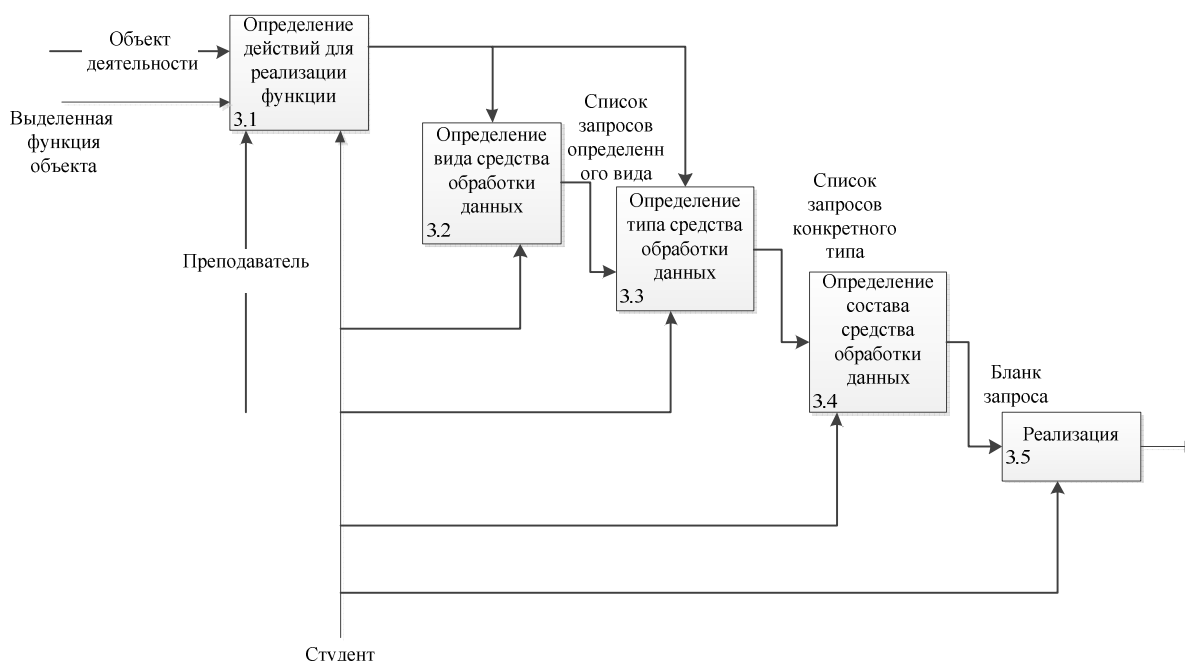 Объект
деятельности
Выделенная
функция
объекта
Определение
действий для
реализации
функции
3.1
Преподаватель
Студент
Определение
вида средства
обработки
данных
3.2
Список
запросов
определенн
ого вида
Определение
типа средства
обработки
данных
3.3
Список
запросов
конкретного
типа
Определение
состава
средства
обработки
данных
3.4
Бланк
запроса
Реализация
3.5